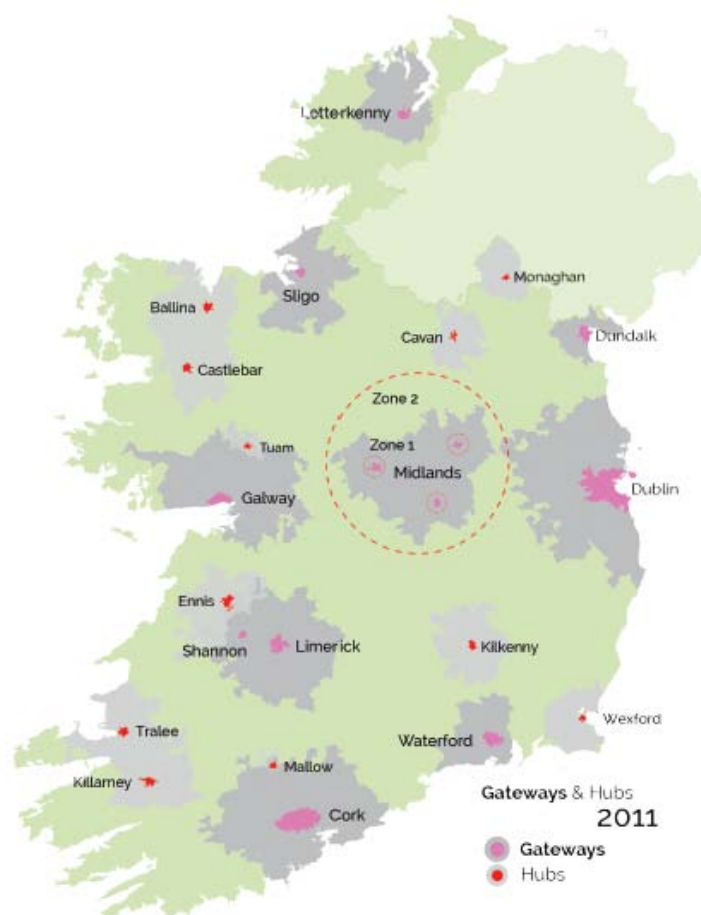 Letterkenny
Monaghan
Sligo
Ballina
Dundalk
Cavan
Castlebar
Zone 2
Tuam
Zone 1
Midlands
Galway
Dublin
Ennis
Shannon
Limerick
Kilkenny
Tralee
Wexford
Waterford
Mallow
Killarney
Gateways & Hubs
2011
Cork
Gateways
Hubs